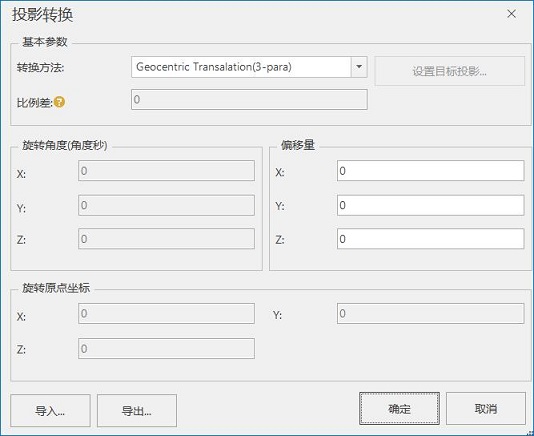 投影转换
基本参数
转换方法: Geocentric Transalation(3-para) 设置目标投影...
比例差: ? 0
旋转角度(角度秒)
X: 0
Y: 0
Z: 0
偏移量
X: 0
Y: 0
Z: 0
旋转原点坐标
X: 0 Y: 0
Z: 0
导入... 导出... 确定 取消